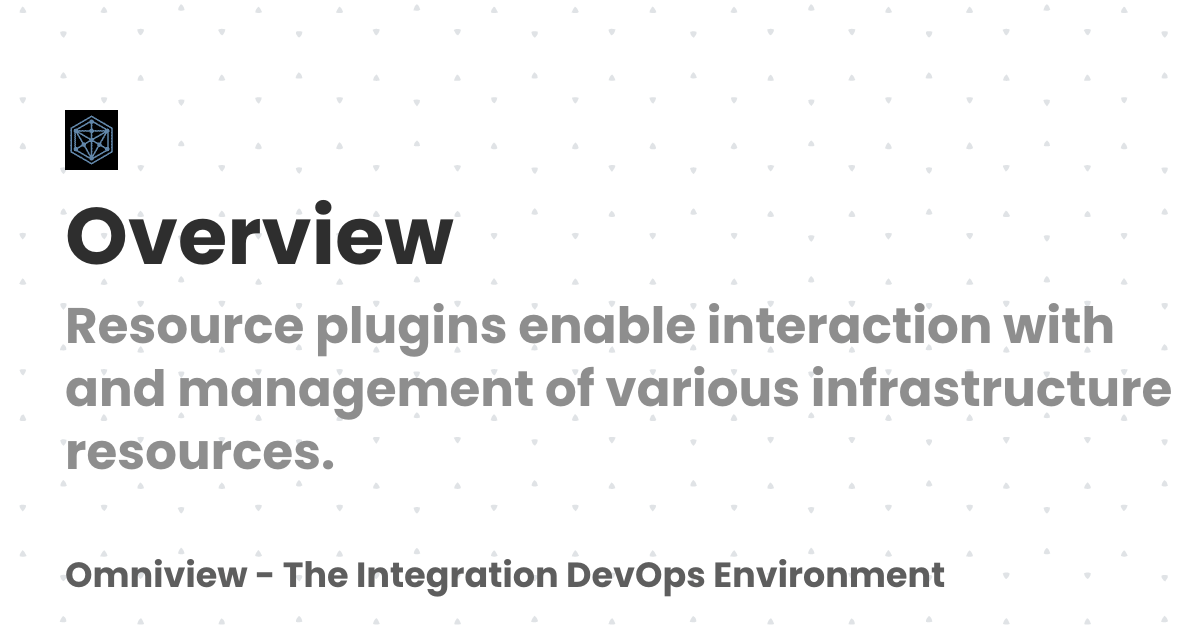 Overview
Resource plugins enable interaction with
and management of various infrastructure
resources.
Omniview - The Integration DevOps Environment